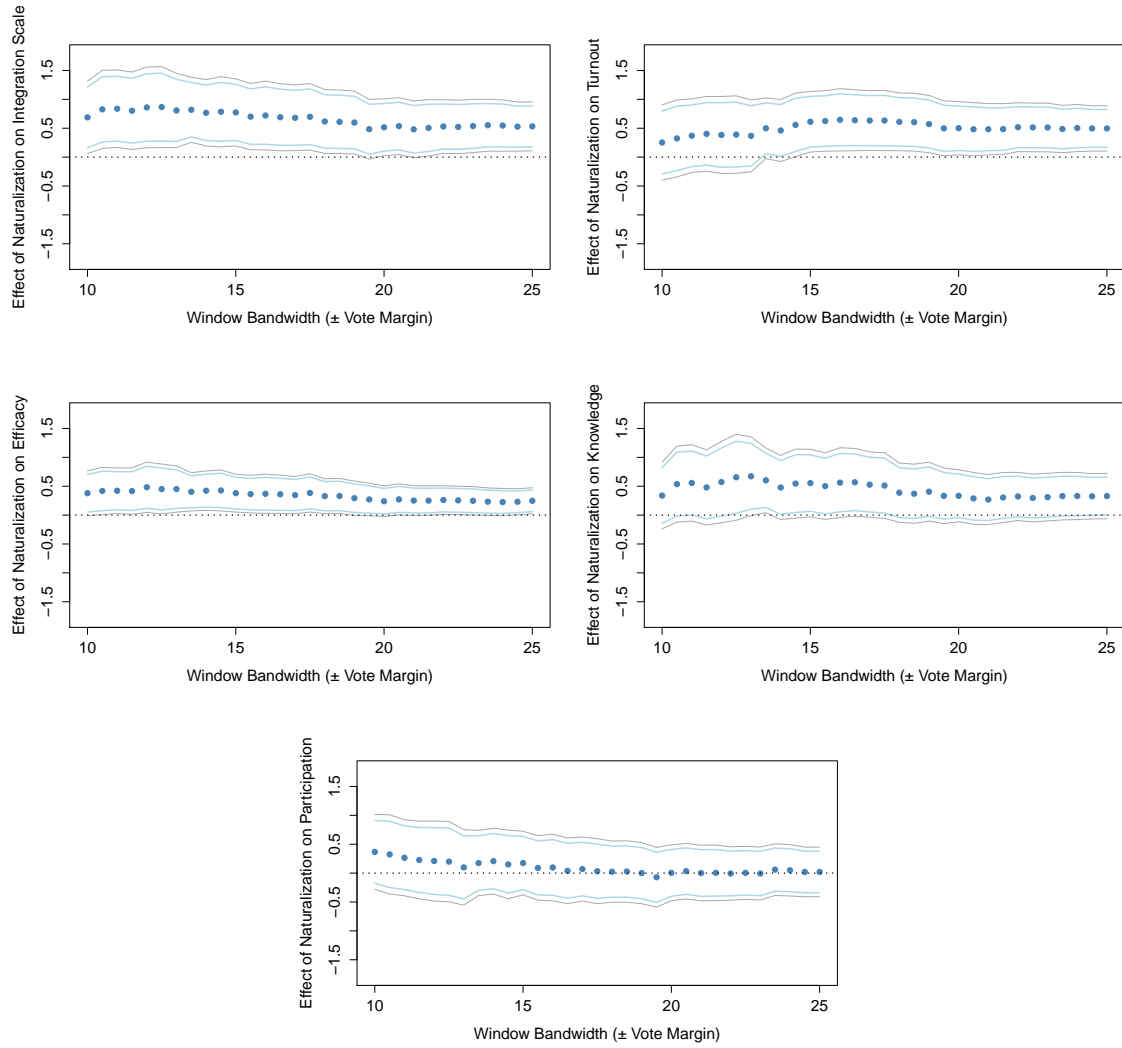 Effect of Naturalization on Integration Scale
1.5
0.5
−0.5
−1.5
10 15 20 25
Window Bandwidth (± Vote Margin)
Effect of Naturalization on Turnout
1.5
0.5
−0.5
−1.5
10 15 20 25
Window Bandwidth (± Vote Margin)
Effect of Naturalization on Efficacy
1.5
0.5
−0.5
−1.5
10 15 20 25
Window Bandwidth (± Vote Margin)
Effect of Naturalization on Knowledge
1.5
0.5
−0.5
−1.5
10 15 20 25
Window Bandwidth (± Vote Margin)
Effect of Naturalization on Participation
1.5
0.5
−0.5
−1.5
10 15 20 25
Window Bandwidth (± Vote Margin)